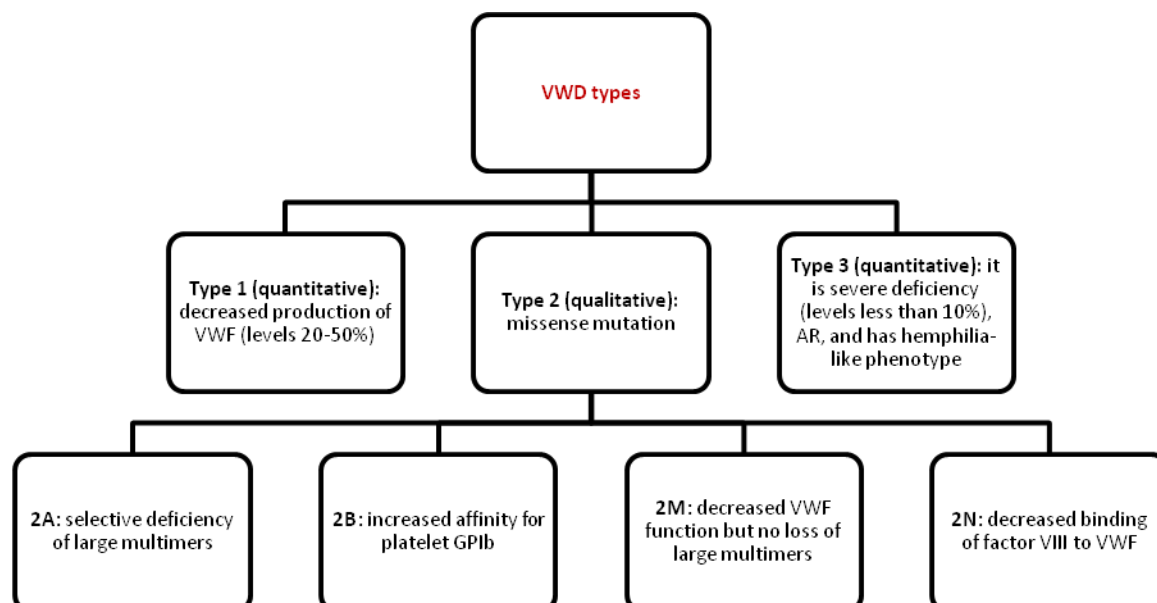 VWD types
Type 1 (quantitative):
decreased production of
VWF (levels 20-50%)
Type 2 (qualitative):
missense mutation
Type 3 (quantitative): it
is severe deficiency
(levels less than 10%),
AR, and has hemphilia-
like phenotype
2A: selective deficiency
of large multimers
2B: increased affinity for
platelet GPIb
2M: decreased VWF
function but no loss of
large multimers
2N: decreased binding
of factor VIII to VWF